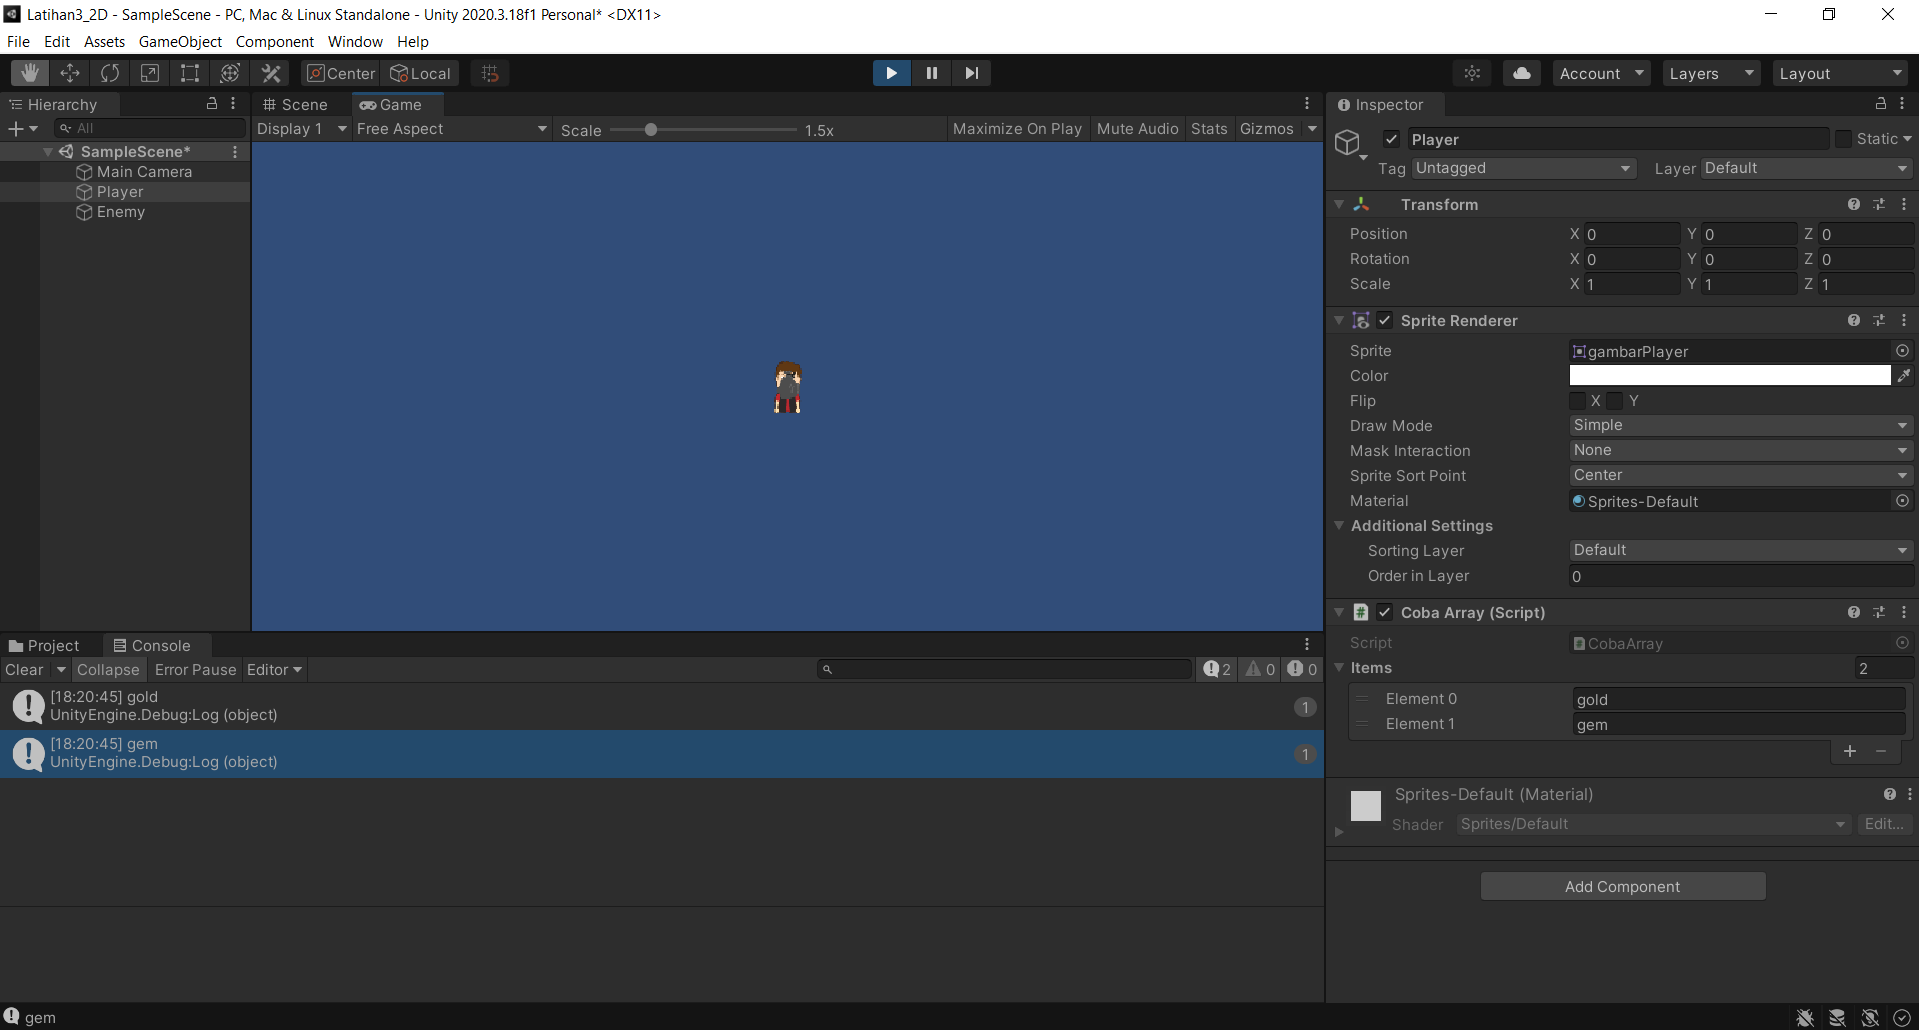 Latihan3_2D - SampleScene - PC, Mac & Linux Standalone - Unity 2020.3.18f1 Personal* <DX11>
File Edit Assets GameObject Component Window Help
Center Local Account Layers Layout
Hierarchy
All
SampleScene*
Main Camera
Player
Enemy
Scene Game
Display 1 Free Aspect Scale 1.5x Maximize On Play Mute Audio Stats Gizmos
Project Console
Clear Collapse Error Pause Editor 2 0 0
[18:20:45] gold
UnityEngine.Debug:Log (object)
1
[18:20:45] gem
UnityEngine.Debug:Log (object)
1
gem
Inspector
Player Static
Tag Untagged Layer Default
Transform
Position X 0 Y 0 Z 0
Rotation X 0 Y 0 Z 0
Scale X 1 Y 1 Z 1
Sprite Renderer
Sprite gambarPlayer
Color
Flip X Y
Draw Mode Simple
Mask Interaction None
Sprite Sort Point Center
Material Sprites-Default
Additional Settings
Sorting Layer Default
Order in Layer 0
# Coba Array (Script)
Script # CobaArray
Items 2
Element 0 gold
Element 1 gem
+ -
Sprites-Default (Material)
Shader Sprites/Default Edit...
Add Component